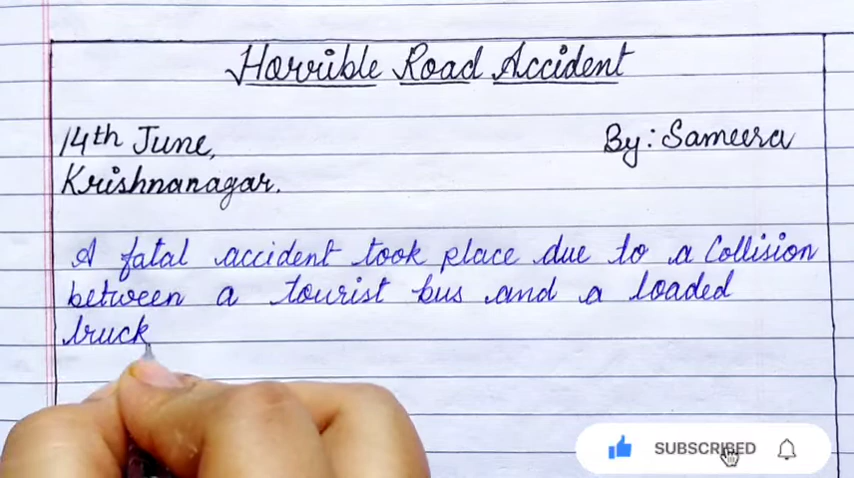 Horrible Road Accident
14th June,
By: Sameera
Krishnanagar.
A fatal accident took place due to a Collision
between a tourist bus and a loaded
truck
SUBSCRIBED